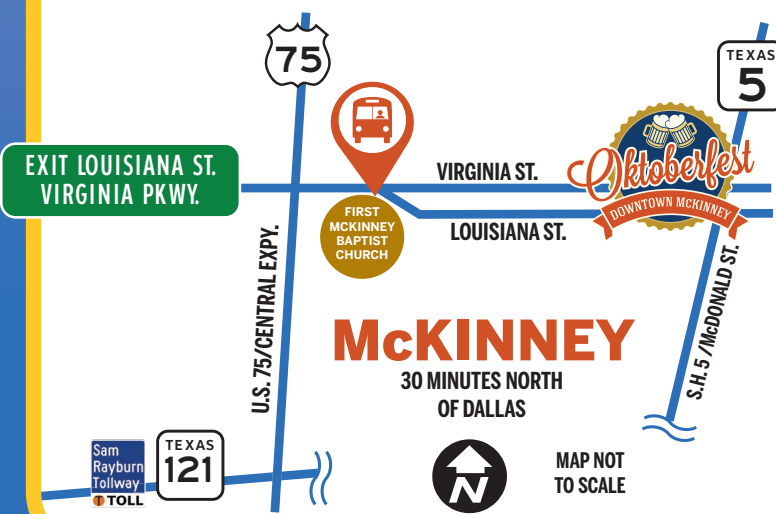 75
TEXAS
5
EXIT LOUISIANA ST.
VIRGINIA PKWY.
VIRGINIA ST.
Oktoberfest
DOWNTOWN MCKINNEY
FIRST
MCKINNEY
BAPTIST
CHURCH
LOUISIANA ST.
U.S. 75/CENTRAL EXPY.
S.H. 5 /McDONALD ST.
McKINNEY
30 MINUTES NORTH
OF DALLAS
Sam
Rayburn
Tollway
T TOLL
TEXAS
121
N
MAP NOT
TO SCALE